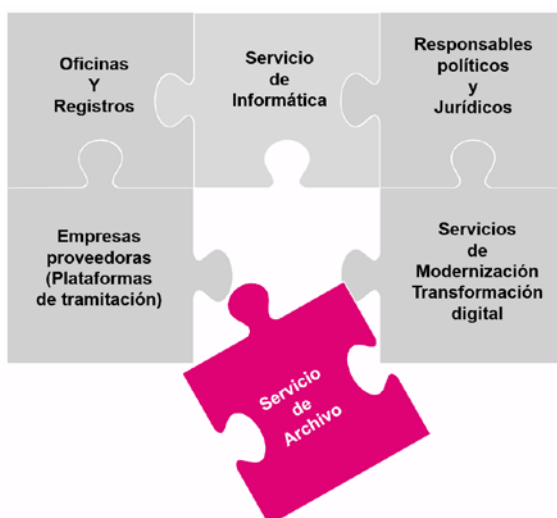 Oficinas
Y
Registros
Servicio
de
Informática
Responsables
políticos
y
Jurídicos
Empresas
proveedoras
(Plataformas
de tramitación)
Servicios
de
Modernización
Transformación
digital
Servicio
de
Archivo